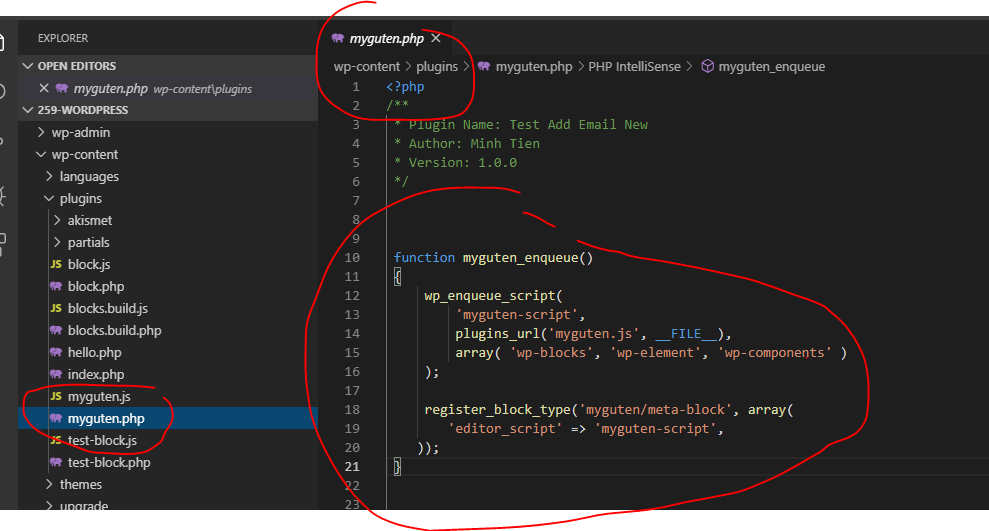 EXPLORER
OPEN EDITORS
myguten.php wp-content\plugins
259-WORDPRESS
wp-admin
wp-content
languages
plugins
akismet
partials
JS block.js
block.php
JS blocks.build.js
blocks.build.php
hello.php
index.php
JS myguten.js
myguten.php
JS test-block.js
test-block.php
themes
upgrade
myguten.php
wp-content > plugins > myguten.php > PHP IntelliSense > myguten_enqueue
1 <?php
2 /**
3 * Plugin Name: Test Add Email New
4 * Author: Minh Tien
5 * Version: 1.0.0
6 */
7
8
9
10 function myguten_enqueue()
11 {
12 wp_enqueue_script(
13 'myguten-script',
14 plugins_url('myguten.js', __FILE__),
15 array( 'wp-blocks', 'wp-element', 'wp-components' )
16 );
17
18 register_block_type('myguten/meta-block', array(
19 'editor_script' => 'myguten-script',
20 ));
21 }
22
23